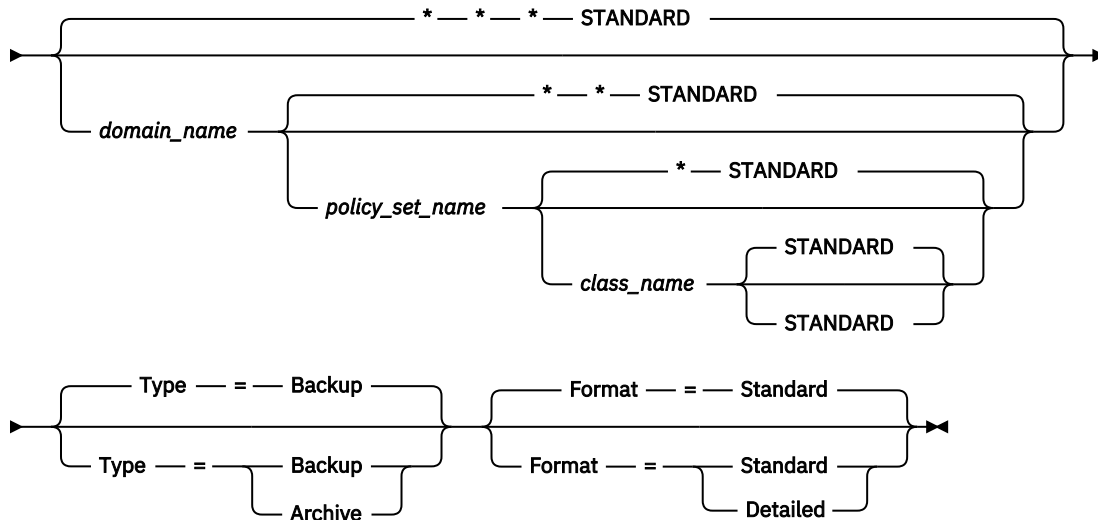 * * * STANDARD
* * STANDARD
domain_name
* STANDARD
policy_set_name
STANDARD
class_name
STANDARD
Type = Backup Format = Standard
Type = Backup Format = Standard
Archive Detailed